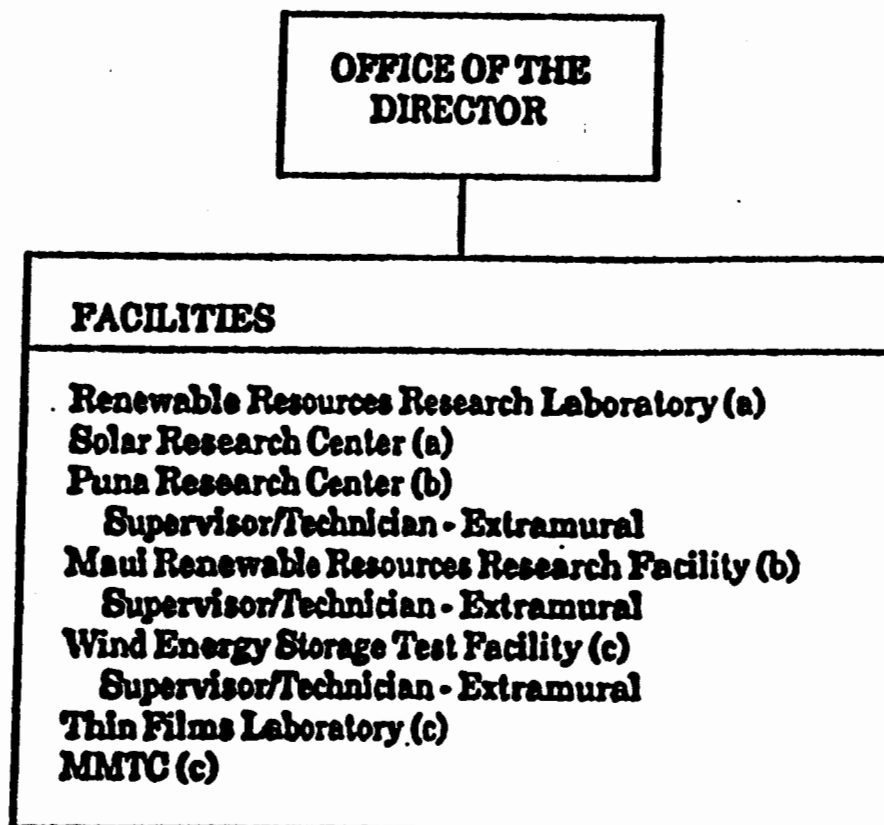 OFFICE OF THE
DIRECTOR
FACILITIES
Renewable Resources Research Laboratory (a)
Solar Research Center (a)
Puna Research Center (b)
Supervisor/Technician - Extramural
Maui Renewable Resources Research Facility (b)
Supervisor/Technician - Extramural
Wind Energy Storage Test Facility (c)
Supervisor/Technician - Extramural
Thin Films Laboratory (c)
MMTC (c)